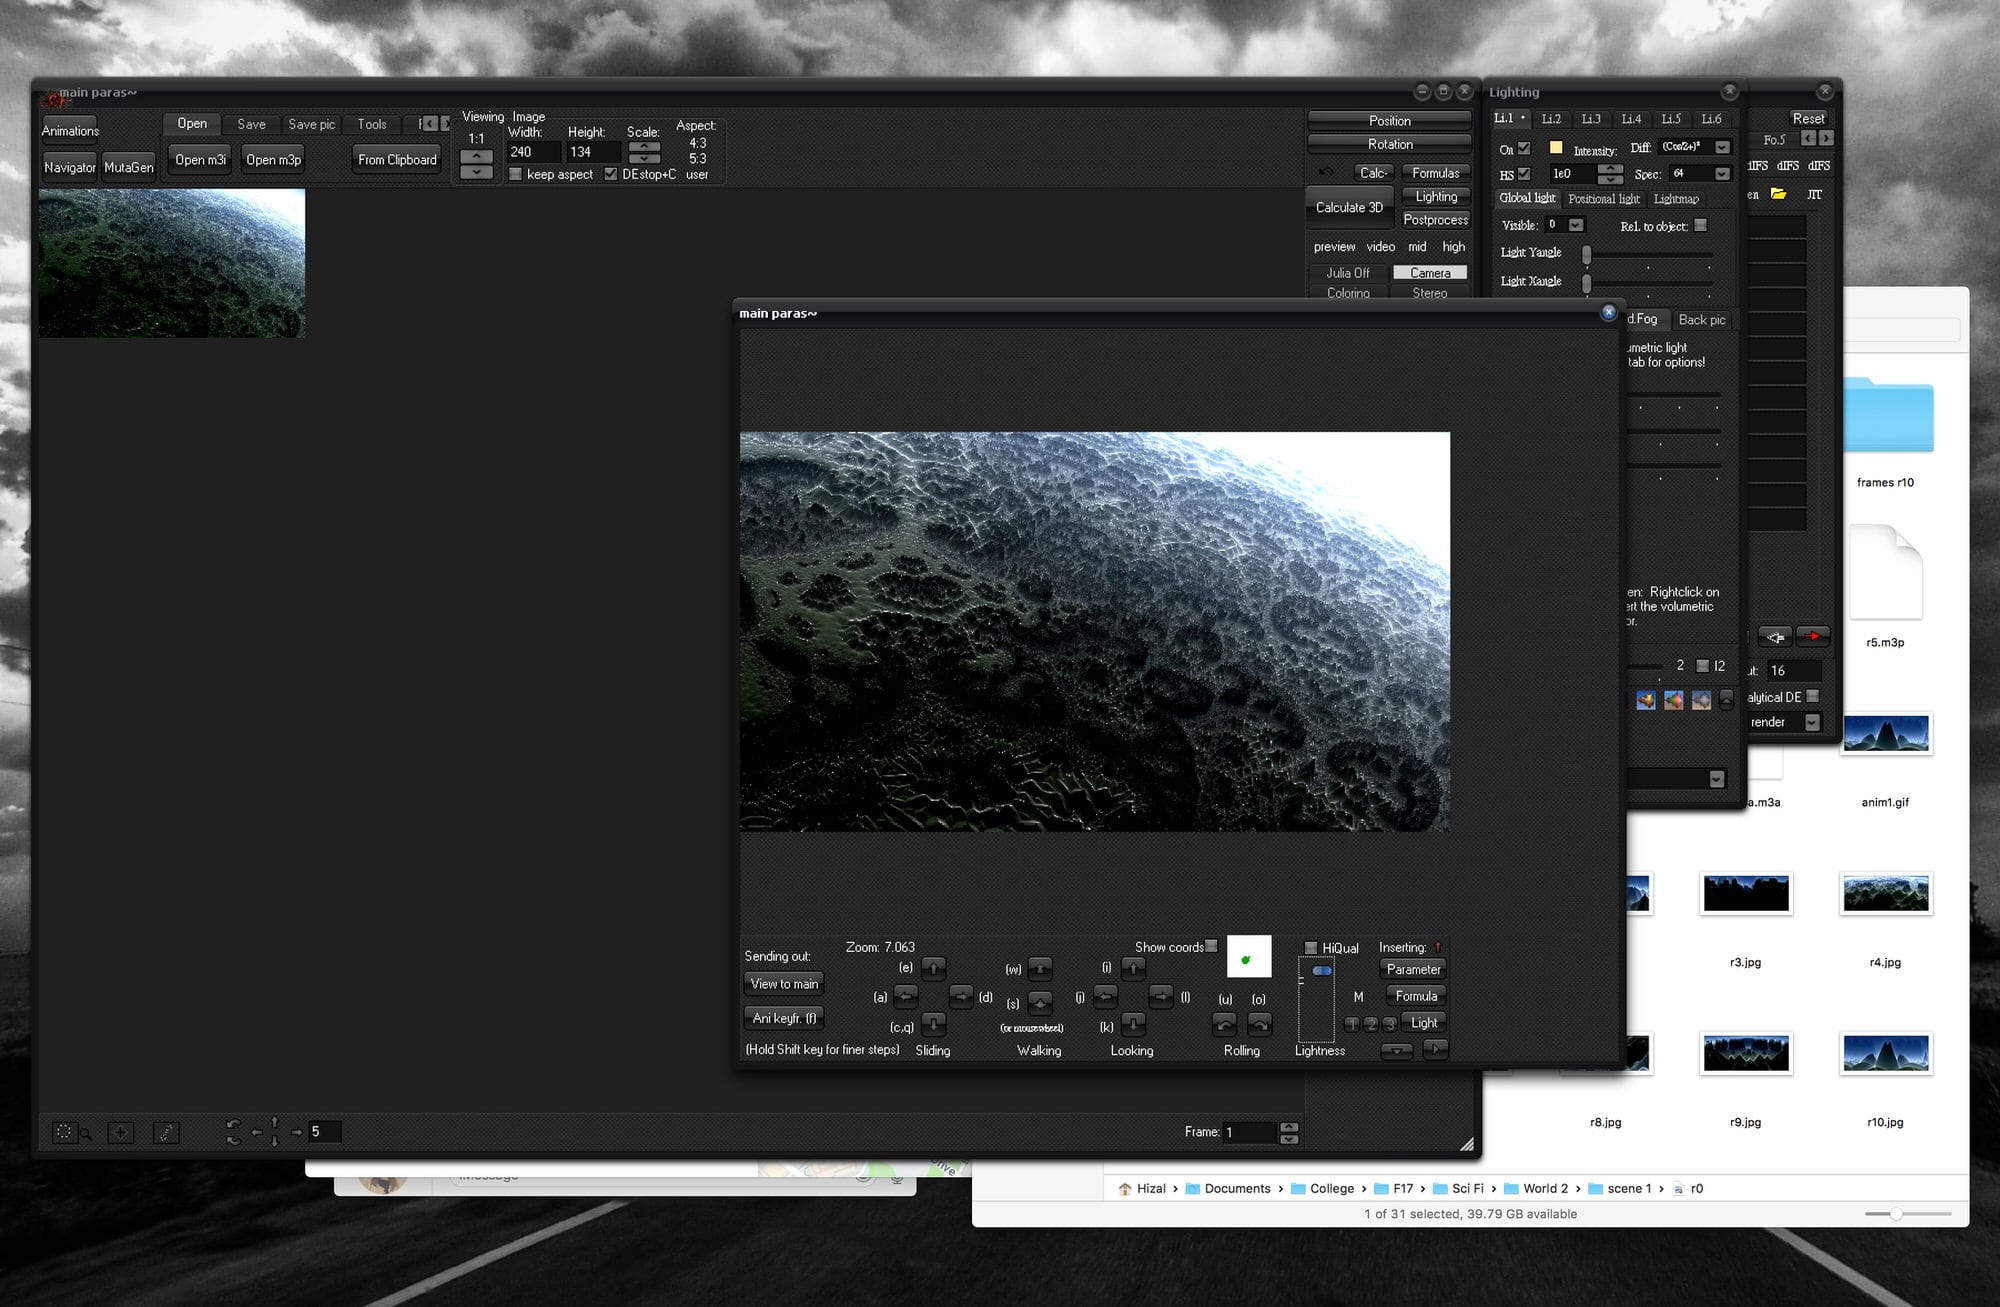 main paras~
Animations
Open Save Save pic Tools
Navigator MutaGen Open m3i Open m3p From Clipboard
Viewing Image
1:1 Width: Height: Scale: Aspect:
240 134 4:3
5:3
keep aspect DEstop+C user
Position
Rotation
Calc- Formulas
Calculate 3D Lighting
Postprocess
preview video mid high
Julia Off Camera
Coloring Stereo
Lighting
Li.1 Li.2 Li.3 Li.4 Li.5 Li.6
On Intensity: Diff: (Cos2+)²
HS 1e0 Spec: 64
Global light Positional light Lightmap
Visible: 0 Rel. to object:
Light Yangle
Light Xangle
d.Fog Back pic
umetric light
tab for options!
en: Rightclick on
ert the volumetric
or.
2 I2
Reset
Fo.5
dIFS dIFS dIFS
en JIT
ut: 16
alytical DE
render
main paras~
Sending out: Zoom: 7.063 Show coords HiQual Inserting:
View to main (e) (w) (i) Parameter
(a) (d) (s) (j) (l) (u) (o) M Formula
Ani keyfr. (f) (c,q) (or mousewheel) (k) 1 2 3 Light
(Hold Shift key for finer steps) Sliding Walking Looking Rolling Lightness
5 Frame: 1
frames r10
r5.m3p
a.m3a anim1.gif
r3.jpg r4.jpg
r8.jpg r9.jpg r10.jpg
iMessage
Drive
Hizal › Documents › College › F17 › Sci Fi › World 2 › scene 1 › r0
1 of 31 selected, 39.79 GB available